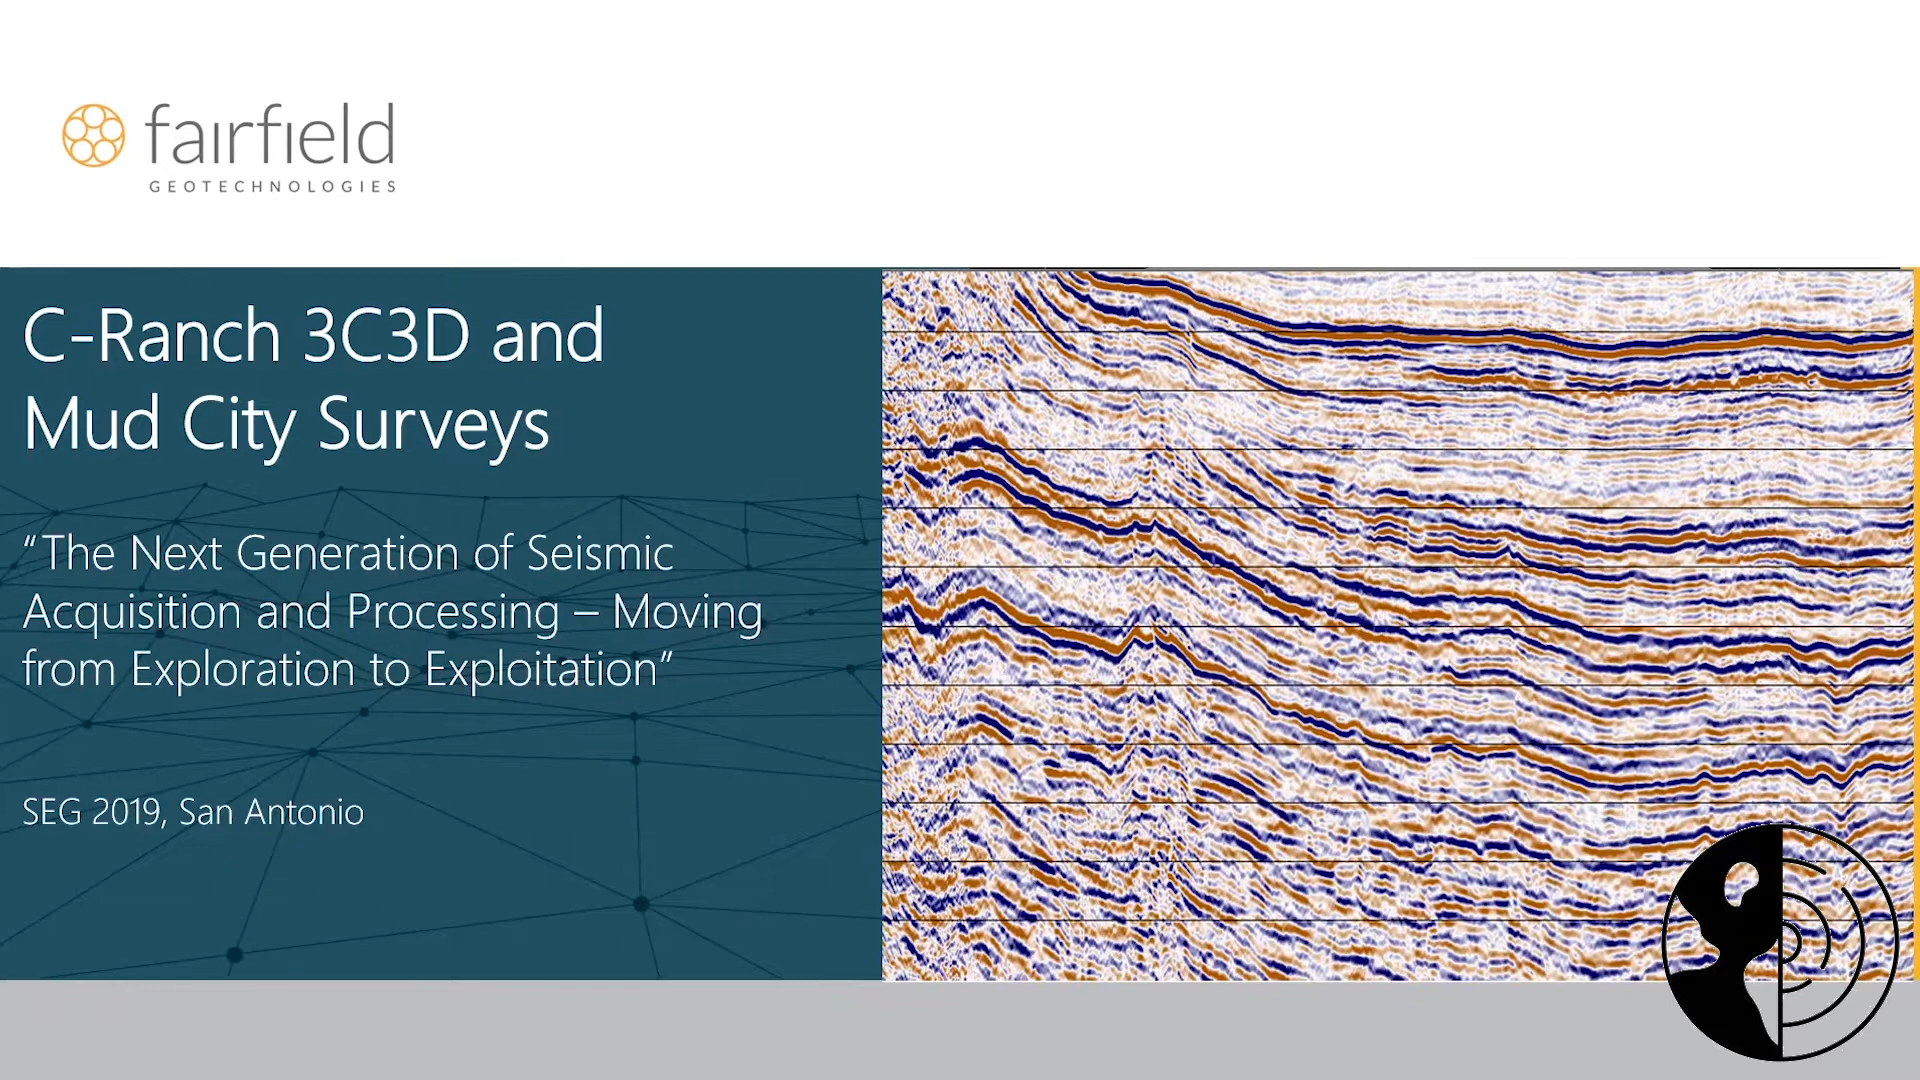 fairfield
GEOTECHNOLOGIES
C-Ranch 3C3D and
Mud City Surveys
“The Next Generation of Seismic
Acquisition and Processing – Moving
from Exploration to Exploitation”
SEG 2019, San Antonio